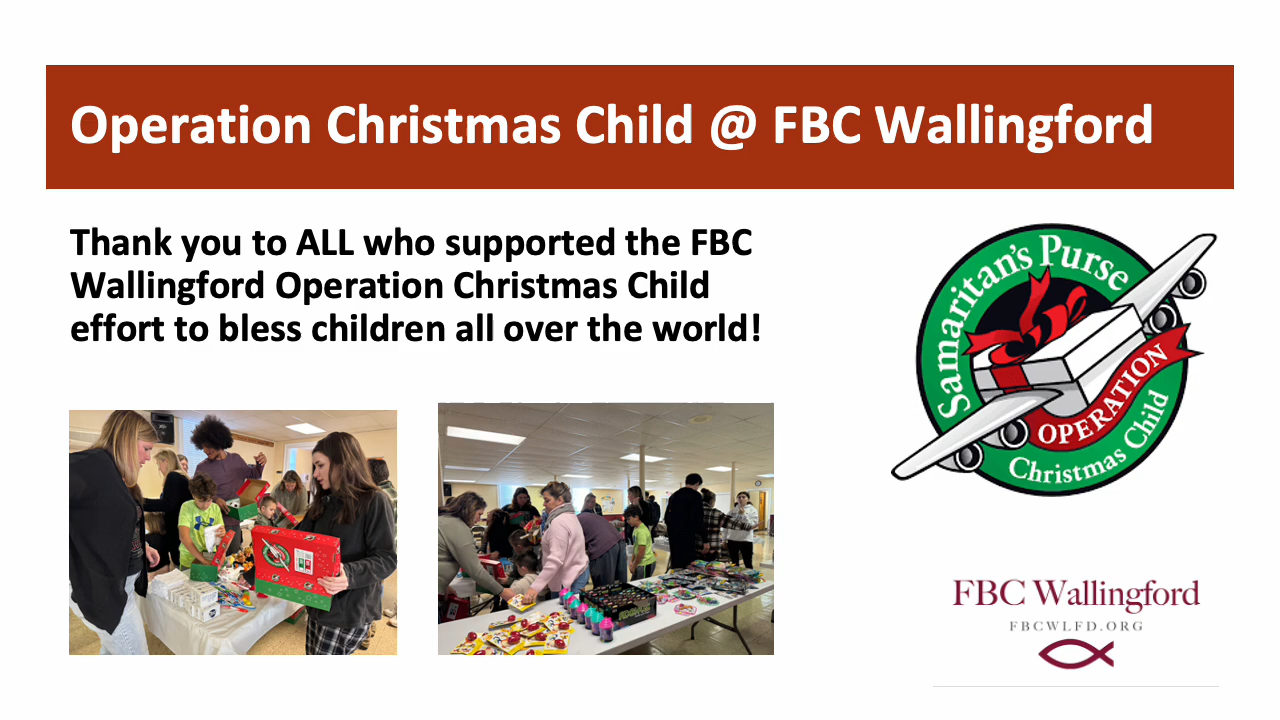 Operation Christmas Child @ FBC Wallingford
Thank you to ALL who supported the FBC
Wallingford Operation Christmas Child
effort to bless children all over the world!
Samaritan's Purse
OPERATION
Christmas Child
FBC Wallingford
FBCWLFD.ORG